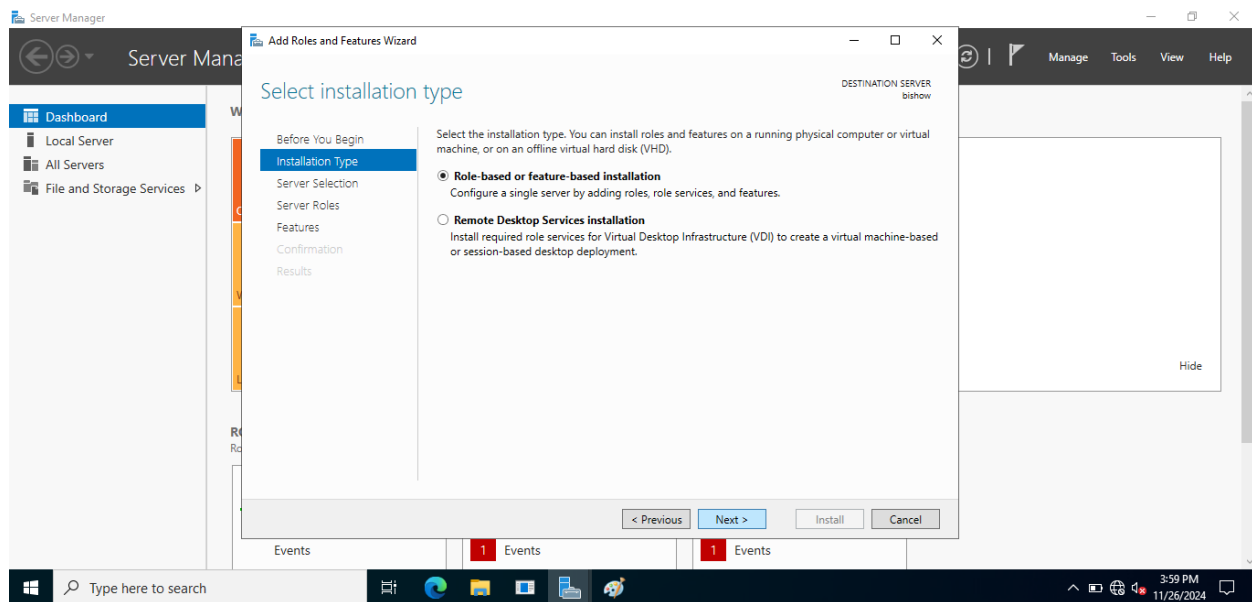 Server Manager
Server Mana
Manage Tools View Help
Dashboard
Local Server
All Servers
File and Storage Services
Add Roles and Features Wizard
Select installation type
DESTINATION SERVER
bishow
Before You Begin
Installation Type
Server Selection
Server Roles
Features
Confirmation
Results
Select the installation type. You can install roles and features on a running physical computer or virtual
machine, or on an offline virtual hard disk (VHD).
Role-based or feature-based installation
Configure a single server by adding roles, role services, and features.
Remote Desktop Services installation
Install required role services for Virtual Desktop Infrastructure (VDI) to create a virtual machine-based
or session-based desktop deployment.
< Previous Next > Install Cancel
Hide
Events 1 Events 1 Events
Type here to search
3:59 PM
11/26/2024